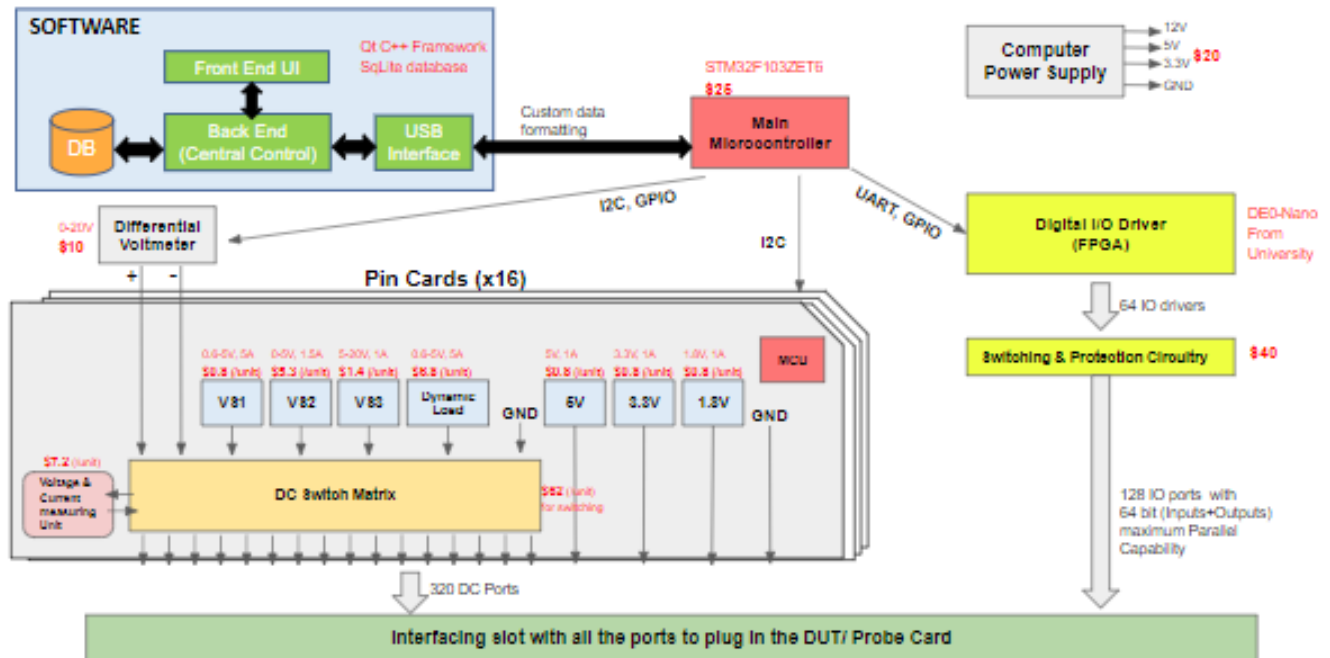 SOFTWARE
Qt C++ Framework
SqLite database
Front End UI
DB
Back End
(Central Control)
USB
Interface
Custom data
formatting
STM32F103ZET6
$25
Main
Microcontroller
Computer
Power Supply
12V
5V
3.3V
GND
$20
I2C, GPIO
I2C
UART, GPIO
0-20V
$10
Differential
Voltmeter
+ -
Digital I/O Driver
(FPGA)
DE0-Nano
From
University
64 IO drivers
Switching & Protection Circuitry
$40
Pin Cards (x16)
MCU
0.6-5V, 5A
0-5V, 1.5A
5-20V, 1A
0.6-5V, 5A
5V, 1A
3.3V, 1A
1.8V, 1A
$5.3 (/unit)
$1.4 (/unit)
$6.8 (/unit)
$0.8 (/unit)
$0.8 (/unit)
$0.8 (/unit)
VS1
VS2
VS3
Dynamic
Load
GND
5V
3.3V
1.8V
GND
$7.2 (/unit)
Voltage &
Current
measuring
Unit
DC Switch Matrix
$62 (/unit)
for switching
128 IO ports with
64 bit (Inputs+Outputs)
maximum Parallel
Capability
320 DC Ports
Interfacing slot with all the ports to plug in the DUT/ Probe Card